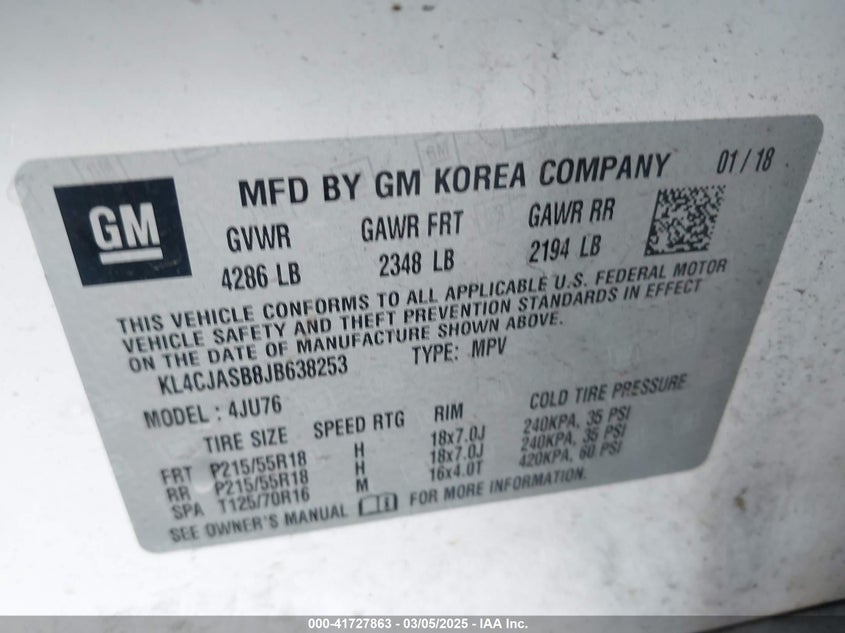 GM
MFD BY GM KOREA COMPANY 01/18
GVWR GAWR FRT GAWR RR
4286 LB 2348 LB 2194 LB
THIS VEHICLE CONFORMS TO ALL APPLICABLE U.S. FEDERAL MOTOR
VEHICLE SAFETY AND THEFT PREVENTION STANDARDS IN EFFECT
ON THE DATE OF MANUFACTURE SHOWN ABOVE.
KL4CJASB8JB638253 TYPE: MPV
MODEL: 4JU76
TIRE SIZE SPEED RTG RIM COLD TIRE PRESSURE
FRT P215/55R18 H 18x7.0J 240KPA, 35 PSI
RR P215/55R18 H 18x7.0J 240KPA, 35 PSI
SPA T125/70R16 M 16x4.0T 420KPA, 60 PSI
SEE OWNER'S MANUAL FOR MORE INFORMATION.
000-41727863 - 03/05/2025 - IAA Inc.